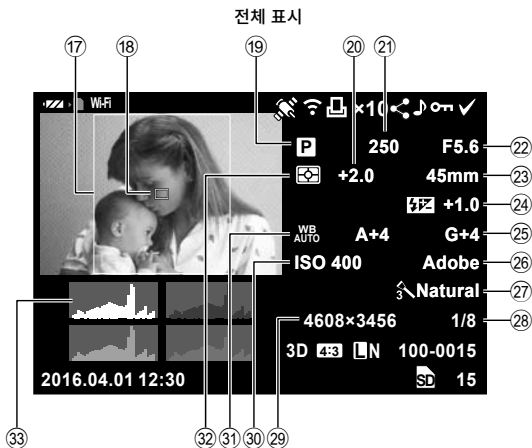 전체 표시
⑰ ⑱ ⑲ ⑳ ㉑
Wi-Fi ×10
P 250 F5.6 ㉒
+2.0 45mm ㉓
+1.0 ㉔
WB AUTO A+4 G+4 ㉕
ISO 400 Adobe ㉖
3 Natural ㉗
4608×3456 1/8 ㉘
3D 4:3 LN 100-0015
2016.04.01 12:30 SD 15
㉝ ㉜ ㉛ ㉚ ㉙